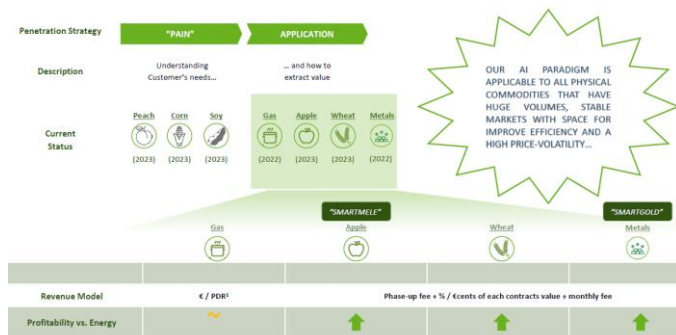 Penetration Strategy
"PAIN"
APPLICATION
Description
Understanding
Customer's needs...
... and how to
extract value
OUR AI PARADIGM IS
APPLICABLE TO ALL PHYSICAL
COMMODITIES THAT HAVE
HUGE VOLUMES, STABLE
MARKETS WITH SPACE FOR
IMPROVE EFFICIENCY AND A
HIGH PRICE-VOLATILITY...
Current
Status
Peach
Corn
Soy
Gas
Apple
Wheat
Metals
(2023)
(2023)
(2023)
(2022)
(2023)
(2023)
(2022)
"SMARTMELE"
"SMARTGOLD"
Gas
Apple
Wheat
Metals
Revenue Model
€ / PDR¹
Phase-up fee + % / €cents of each contracts value + monthly fee
Profitability vs. Energy
~